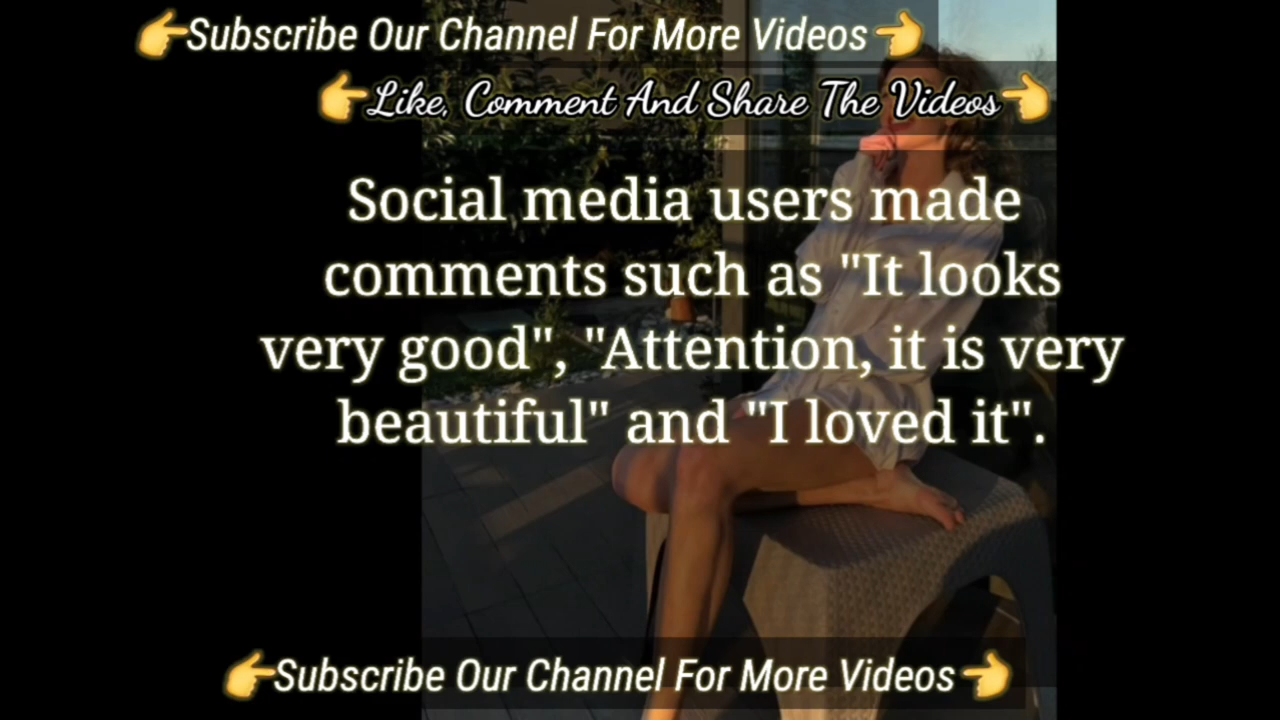 👉Subscribe Our Channel For More Videos👈
👉Like, Comment And Share The Videos👈
Social media users made
comments such as "It looks
very good", "Attention, it is very
beautiful" and "I loved it".
👉Subscribe Our Channel For More Videos👈